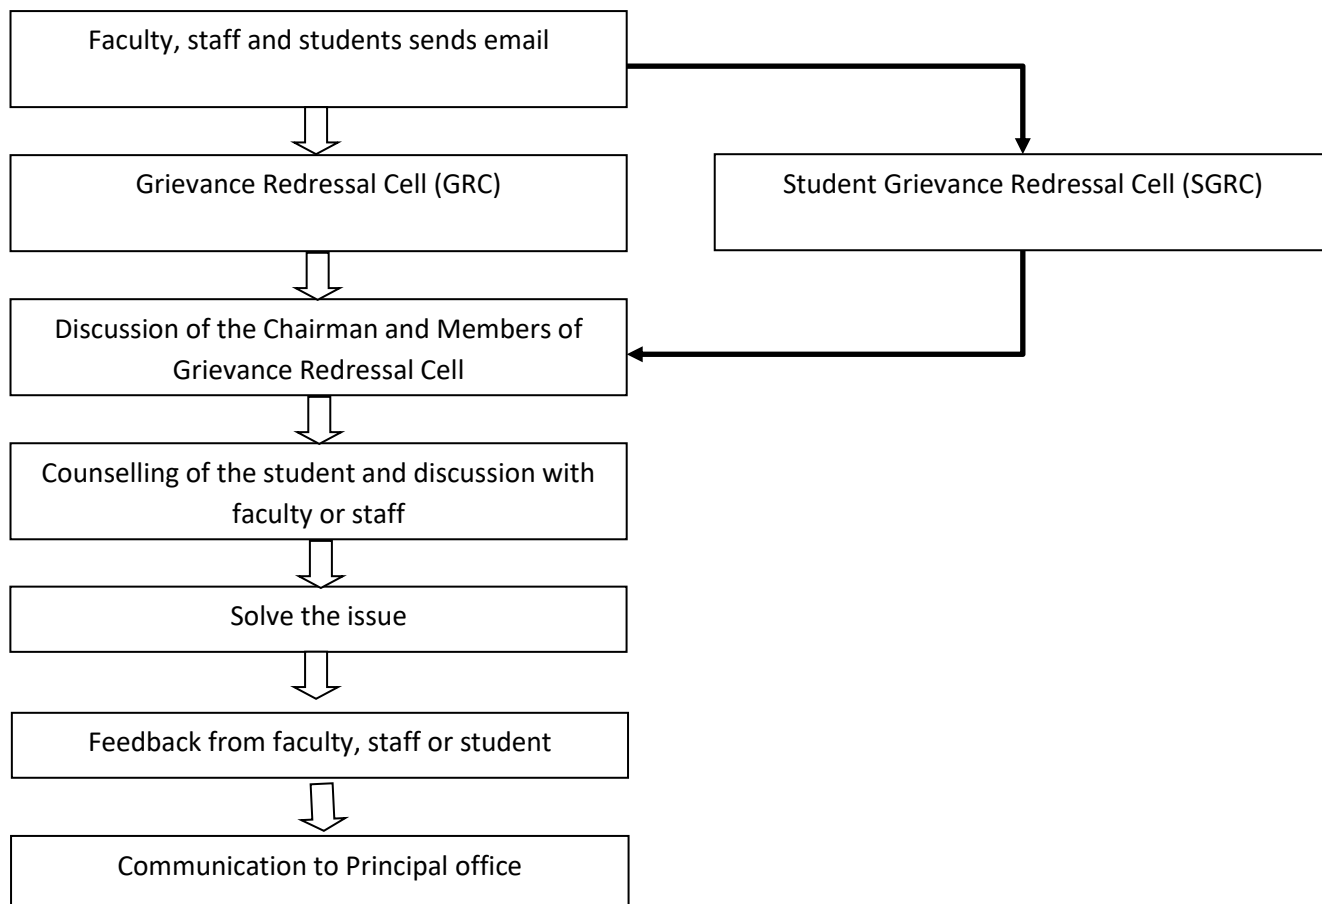 Faculty, staff and students sends email
Grievance Redressal Cell (GRC)
Student Grievance Redressal Cell (SGRC)
Discussion of the Chairman and Members of
Grievance Redressal Cell
Counselling of the student and discussion with
faculty or staff
Solve the issue
Feedback from faculty, staff or student
Communication to Principal office